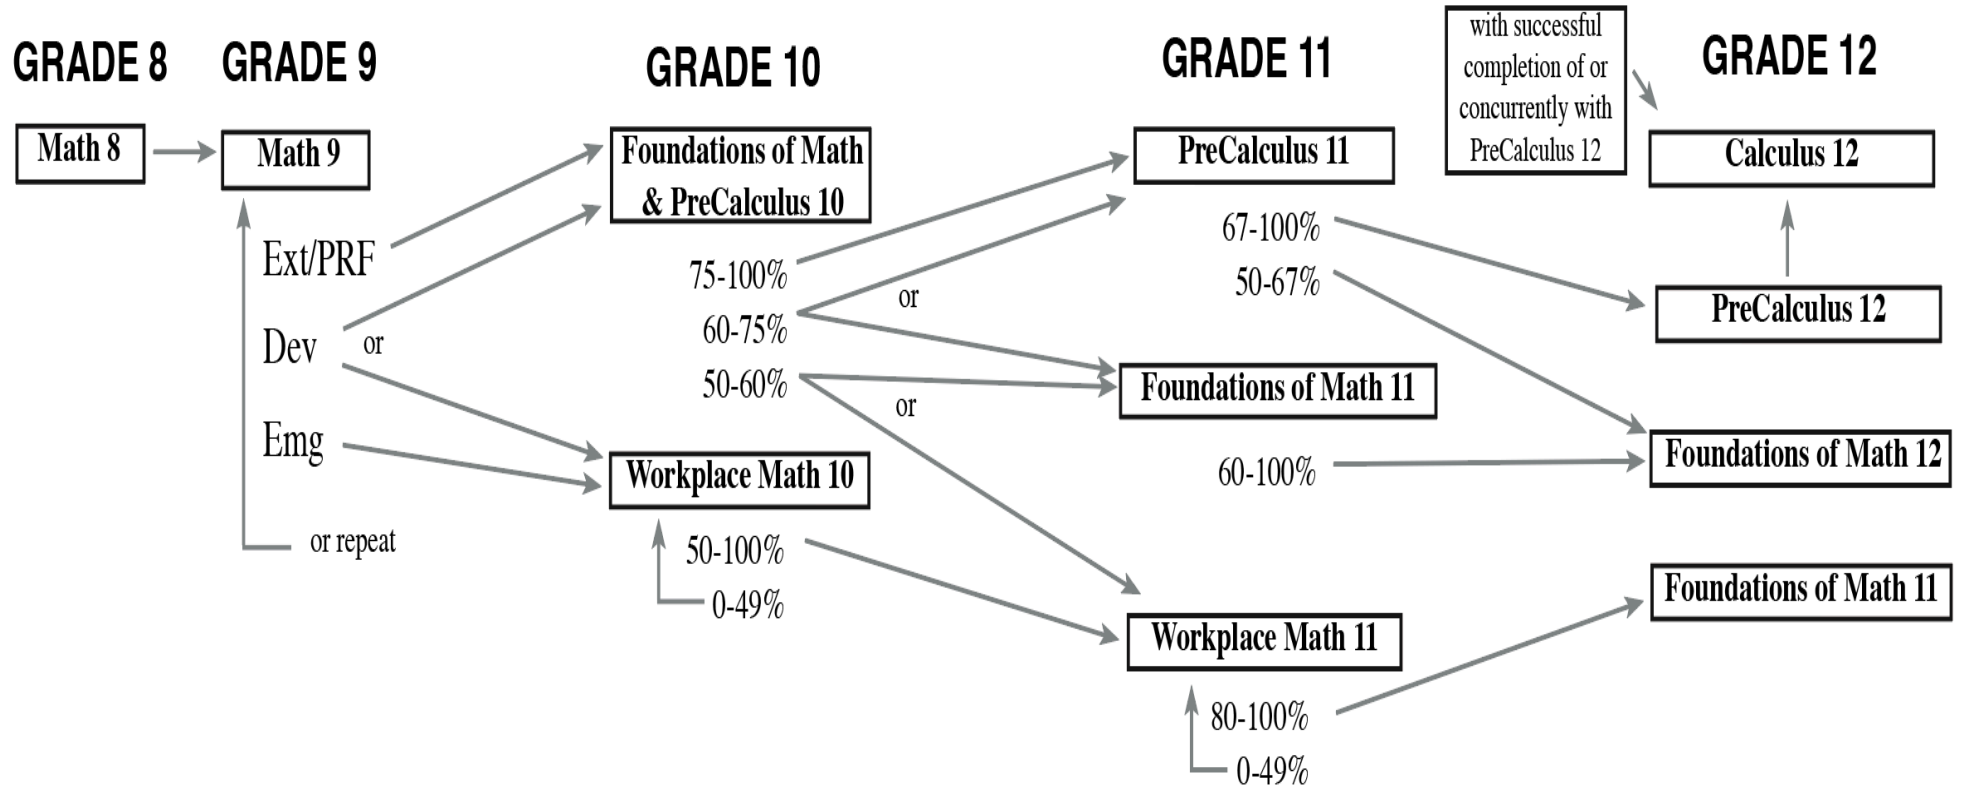 GRADE 8
GRADE 9
GRADE 10
GRADE 11
GRADE 12
with successful
completion of or
concurrently with
PreCalculus 12
Math 8
Math 9
Ext/PRF
Dev
or
Emg
or repeat
Foundations of Math
& PreCalculus 10
75-100%
60-75%
or
50-60%
or
Workplace Math 10
50-100%
0-49%
PreCalculus 11
67-100%
50-67%
Foundations of Math 11
60-100%
Workplace Math 11
80-100%
0-49%
Calculus 12
PreCalculus 12
Foundations of Math 12
Foundations of Math 11